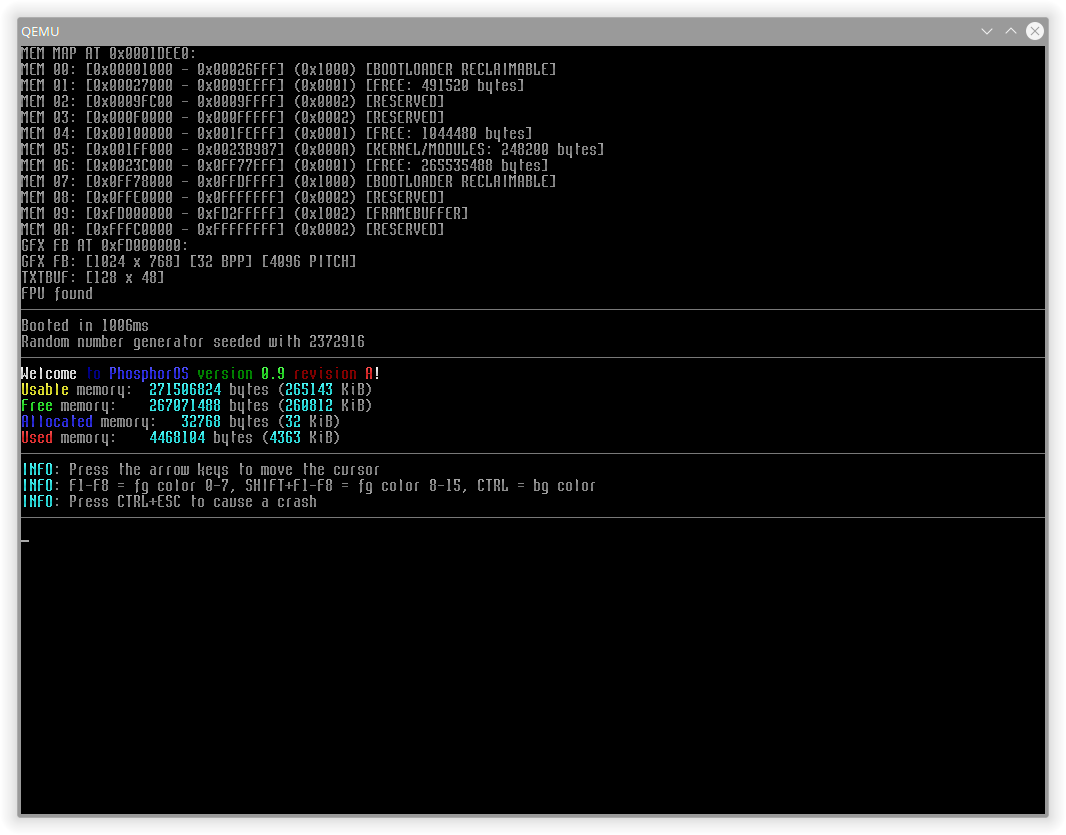 QEMU
MEM MAP AT 0x0001DEE0:
MEM 00: [0x00001000 - 0x00026FFF] (0x1000) [BOOTLOADER RECLAIMABLE]
MEM 01: [0x00027000 - 0x0009EFFF] (0x0001) [FREE: 491520 bytes]
MEM 02: [0x0009FC00 - 0x0009FFFF] (0x0002) [RESERVED]
MEM 03: [0x000F0000 - 0x000FFFFF] (0x0002) [RESERVED]
MEM 04: [0x00100000 - 0x001FEFFF] (0x0001) [FREE: 1044480 bytes]
MEM 05: [0x001FF000 - 0x0023B987] (0x000A) [KERNEL/MODULES: 248200 bytes]
MEM 06: [0x0023C000 - 0x0FF77FFF] (0x0001) [FREE: 265535488 bytes]
MEM 07: [0x0FF78000 - 0x0FFDFFFF] (0x1000) [BOOTLOADER RECLAIMABLE]
MEM 08: [0x0FFE0000 - 0x0FFFFFFF] (0x0002) [RESERVED]
MEM 09: [0xFD000000 - 0xFD2FFFFF] (0x1002) [FRAMEBUFFER]
MEM 0A: [0xFFFC0000 - 0xFFFFFFFF] (0x0002) [RESERVED]
GFX FB AT 0xFD000000:
GFX FB: [1024 x 768] [32 BPP] [4096 PITCH]
TXTBUF: [128 x 48]
FPU found
Booted in 1006ms
Random number generator seeded with 2372916
Welcome to PhosphorOS version 0.9 revision A!
Usable memory:  271506824 bytes (265143 KiB)
Free memory:    267071488 bytes (260812 KiB)
Allocated memory:   32768 bytes (32 KiB)
Used memory:    4468104 bytes (4363 KiB)
INFO: Press the arrow keys to move the cursor
INFO: F1-F8 = fg color 0-7, SHIFT+F1-F8 = fg color 8-15, CTRL = bg color
INFO: Press CTRL+ESC to cause a crash